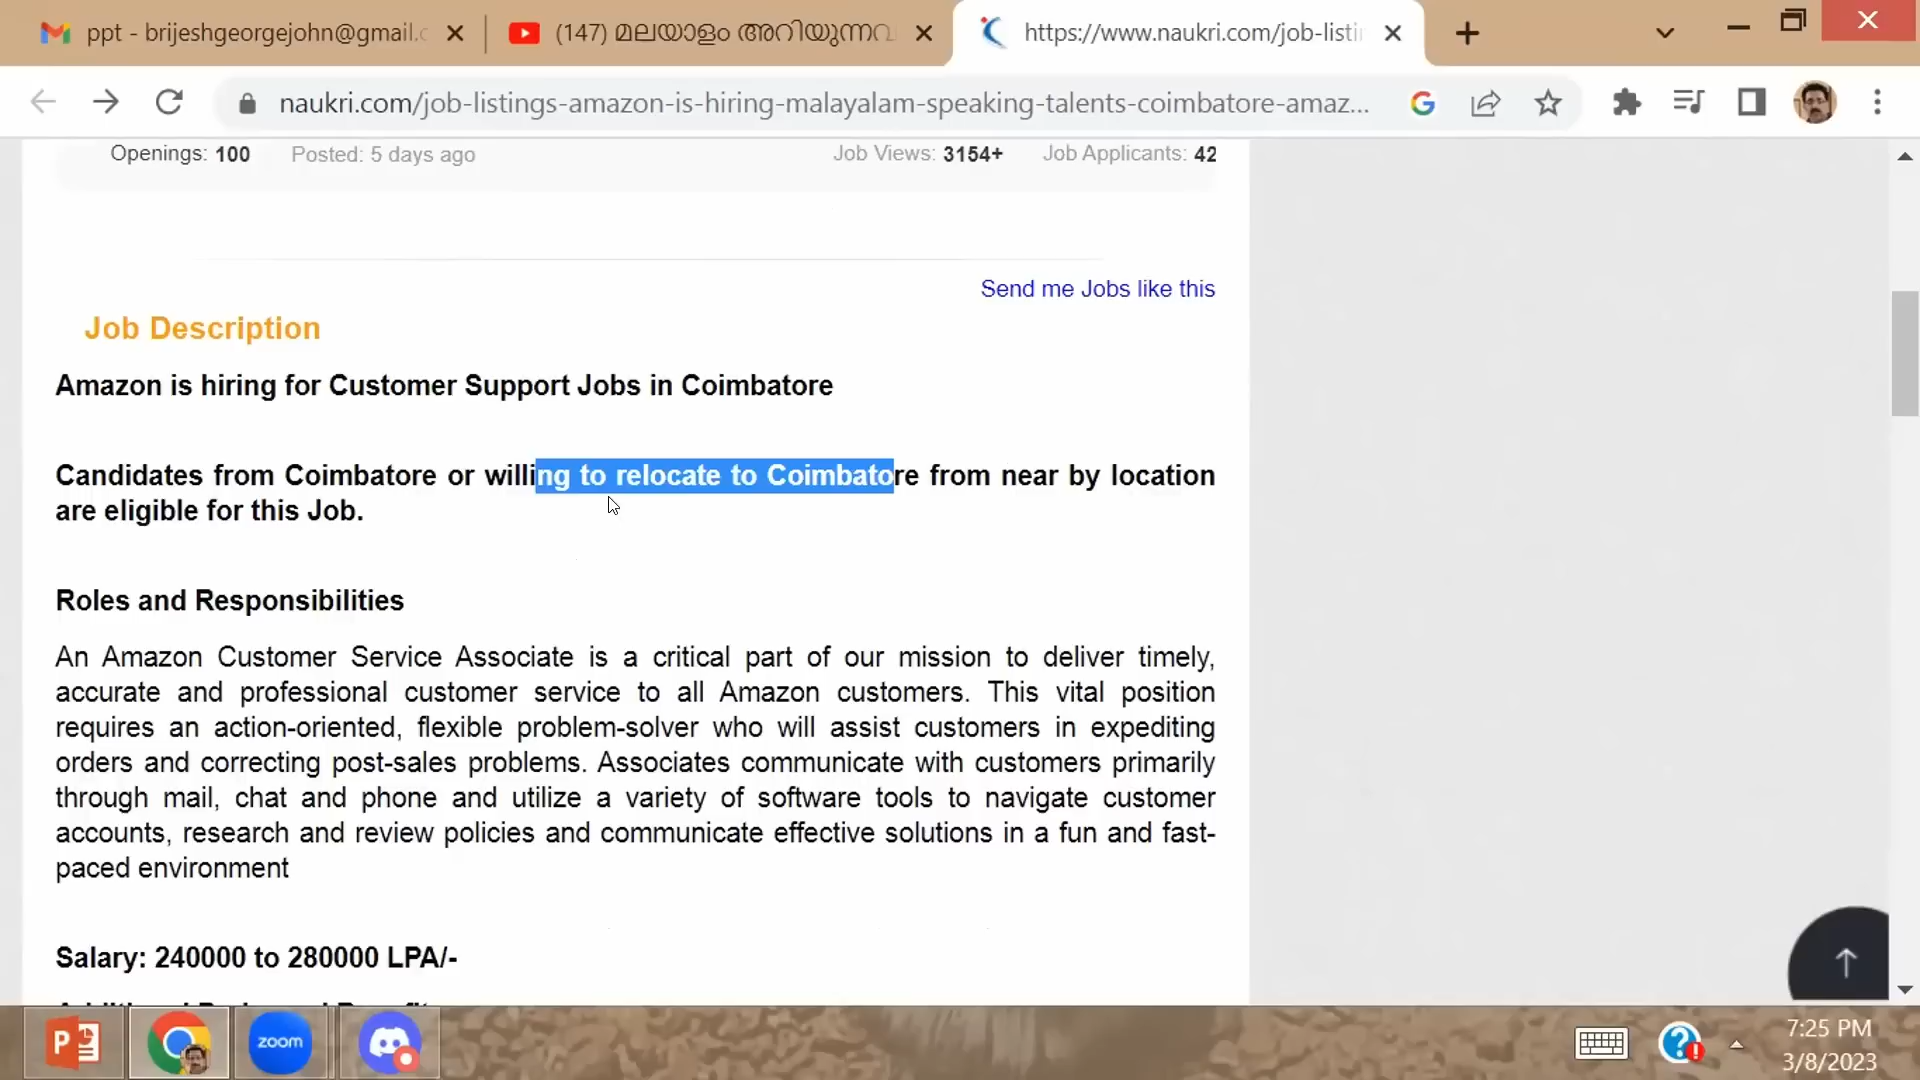 ppt - brijeshgeorgejohn@gmail.c
(147) മലയാളം അറിയുന്നവ
https://www.naukri.com/job-listi
naukri.com/job-listings-amazon-is-hiring-malayalam-speaking-talents-coimbatore-amaz...
Openings: 100 Posted: 5 days ago Job Views: 3154+ Job Applicants: 42
Send me Jobs like this
Job Description
Amazon is hiring for Customer Support Jobs in Coimbatore
Candidates from Coimbatore or willing to relocate to Coimbatore from near by location
are eligible for this Job.
Roles and Responsibilities
An Amazon Customer Service Associate is a critical part of our mission to deliver timely,
accurate and professional customer service to all Amazon customers. This vital position
requires an action-oriented, flexible problem-solver who will assist customers in expediting
orders and correcting post-sales problems. Associates communicate with customers primarily
through mail, chat and phone and utilize a variety of software tools to navigate customer
accounts, research and review policies and communicate effective solutions in a fun and fast-
paced environment
Salary: 240000 to 280000 LPA/-
zoom
7:25 PM
3/8/2023